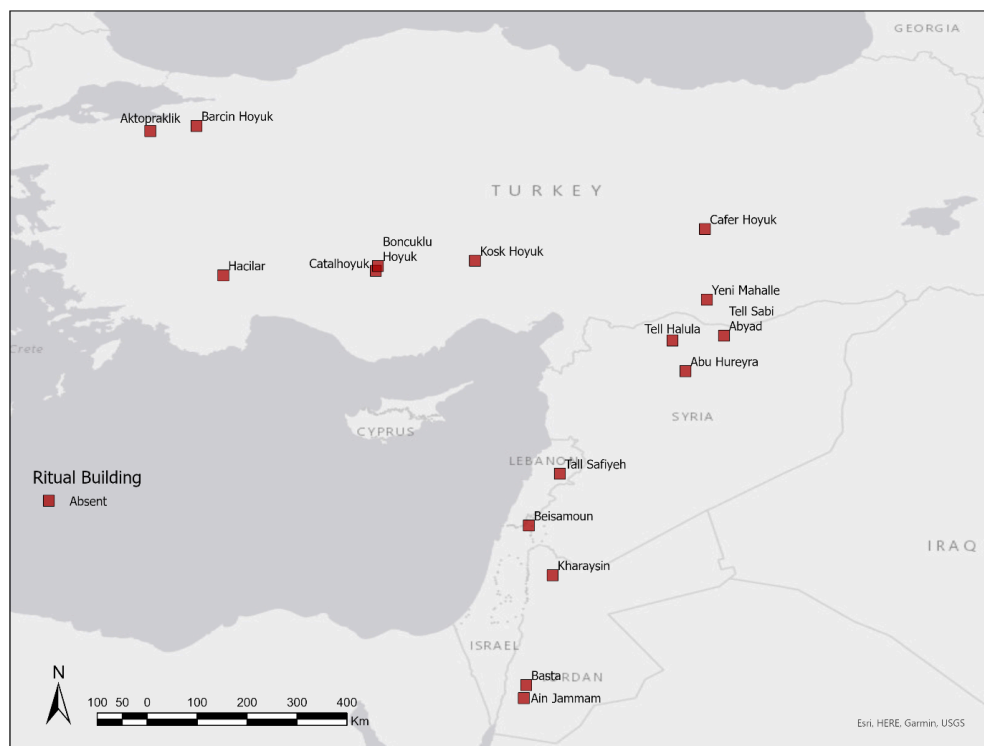 GEORGIA
Aktopraklik
Barcin Hoyuk
TURKEY
Cafer Hoyuk
Boncuklu
Hoyuk
Catalhoyuk
Kosk Hoyuk
Hacilar
Yeni Mahalle
Tell Sabi
Abyad
Tell Halula
Crete
Abu Hureyra
SYRIA
CYPRUS
LEBANON
Tall Safiyeh
Ritual Building
Absent
Beisamoun
IRAQ
Kharaysin
ISRAEL
Basta
JORDAN
Ain Jammam
N
100 50 0 100 200 300 400
Km
Esri, HERE, Garmin, USGS